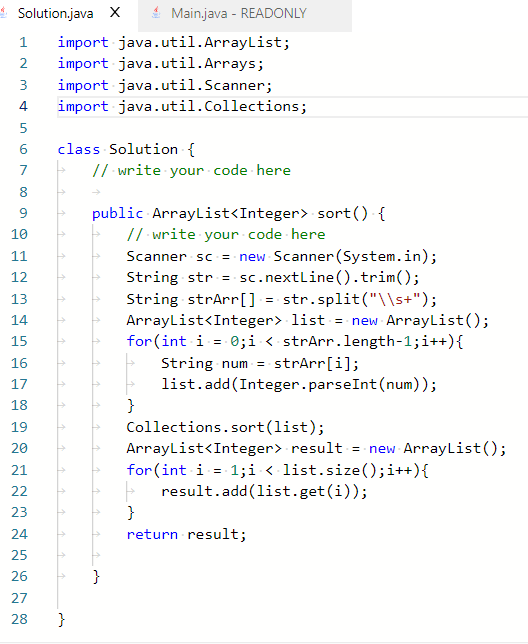 Solution.java X Main.java - READONLY
1 import java.util.ArrayList;
2 import java.util.Arrays;
3 import java.util.Scanner;
4 import java.util.Collections;
5
6 class Solution {
7 // write your code here
8
9 public ArrayList<Integer> sort() {
10 // write your code here
11 Scanner sc = new Scanner(System.in);
12 String str = sc.nextLine().trim();
13 String strArr[] = str.split("\\s+");
14 ArrayList<Integer> list = new ArrayList();
15 for(int i = 0;i < strArr.length-1;i++){
16 String num = strArr[i];
17 list.add(Integer.parseInt(num));
18 }
19 Collections.sort(list);
20 ArrayList<Integer> result = new ArrayList();
21 for(int i = 1;i < list.size();i++){
22 result.add(list.get(i));
23 }
24 return result;
25
26 }
27
28 }